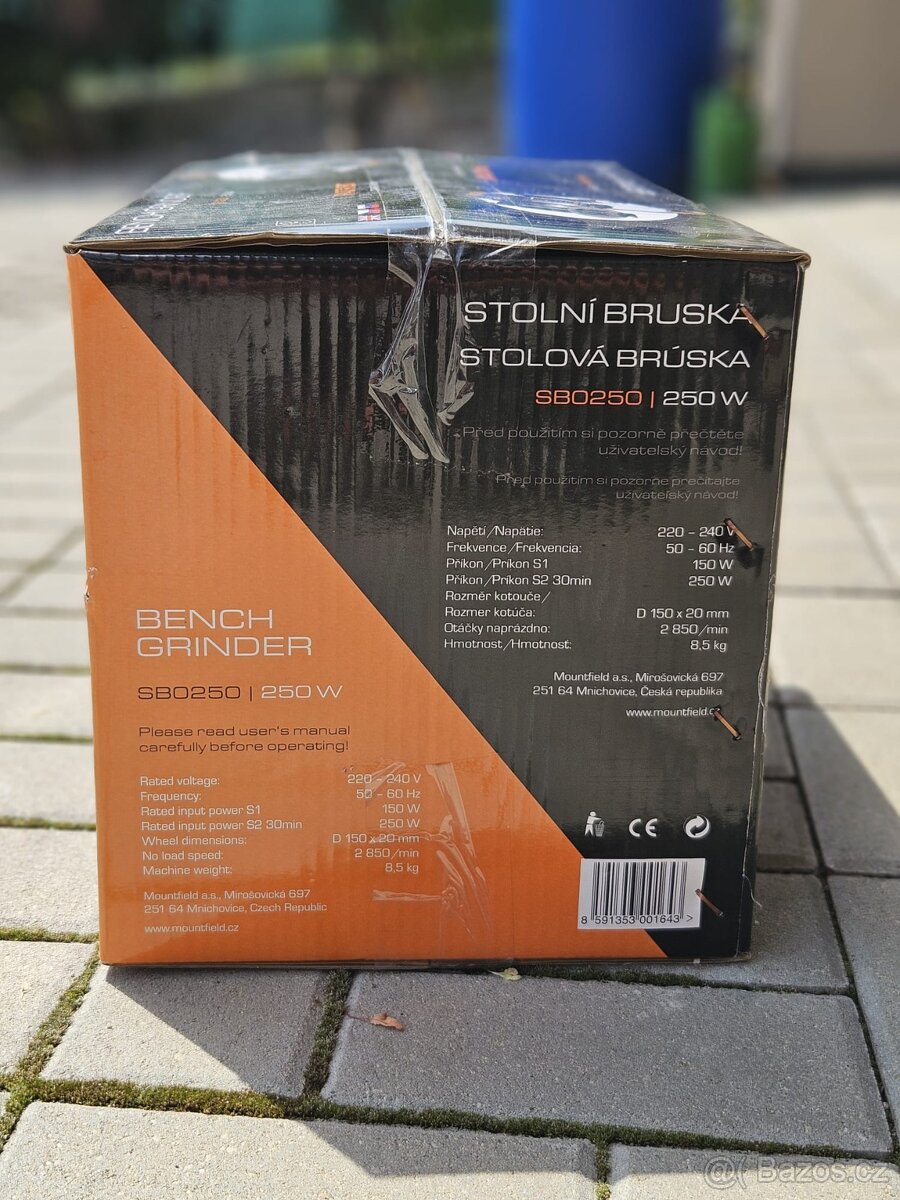 STOLNÍ BRUSKA
STOLOVÁ BRÚSKA
SB0250 | 250 W
Před použitím si pozorně přečtěte
uživatelský návod!
Pred použitím si pozorne prečítajte
uživateľský návod!
Napětí /Napätie: 220 - 240 V
Frekvence /Frekvencia: 50 - 60 Hz
Příkon /Príkon S1 150 W
Příkon /Príkon S2 30min 250 W
Rozměr kotouče/
Rozmer kotúča: D 150 x 20 mm
Otáčky naprázdno: 2 850 /min
Hmotnost /Hmotnosť: 8,5 kg
Mountfield a.s., Mirošovická 697
251 64 Mnichovice, Česká republika
www.mountfield.cz
BENCH
GRINDER
SB0250 | 250 W
Please read user's manual
carefully before operating!
Rated voltage: 220 - 240 V
Frequency: 50 - 60 Hz
Rated input power S1 150 W
Rated input power S2 30min 250 W
Wheel dimensions: D 150 x 20 mm
No load speed: 2 850 /min
Machine weight: 8,5 kg
Mountfield a.s., Mirošovická 697
251 64 Mnichovice, Czech Republic
www.mountfield.cz
CE
8 591353 001643 >
@ Bazos.cz